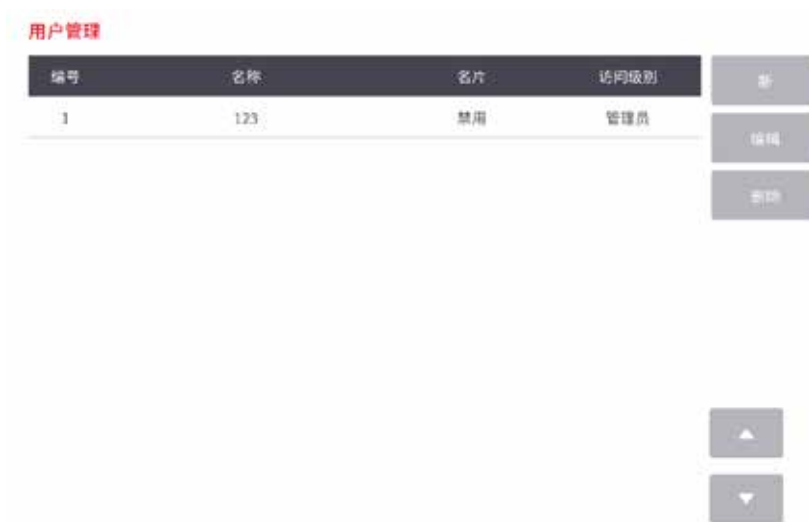 用户管理
编号 名称 名片 访问级别
1 123 禁用 管理员
新
编辑
删除